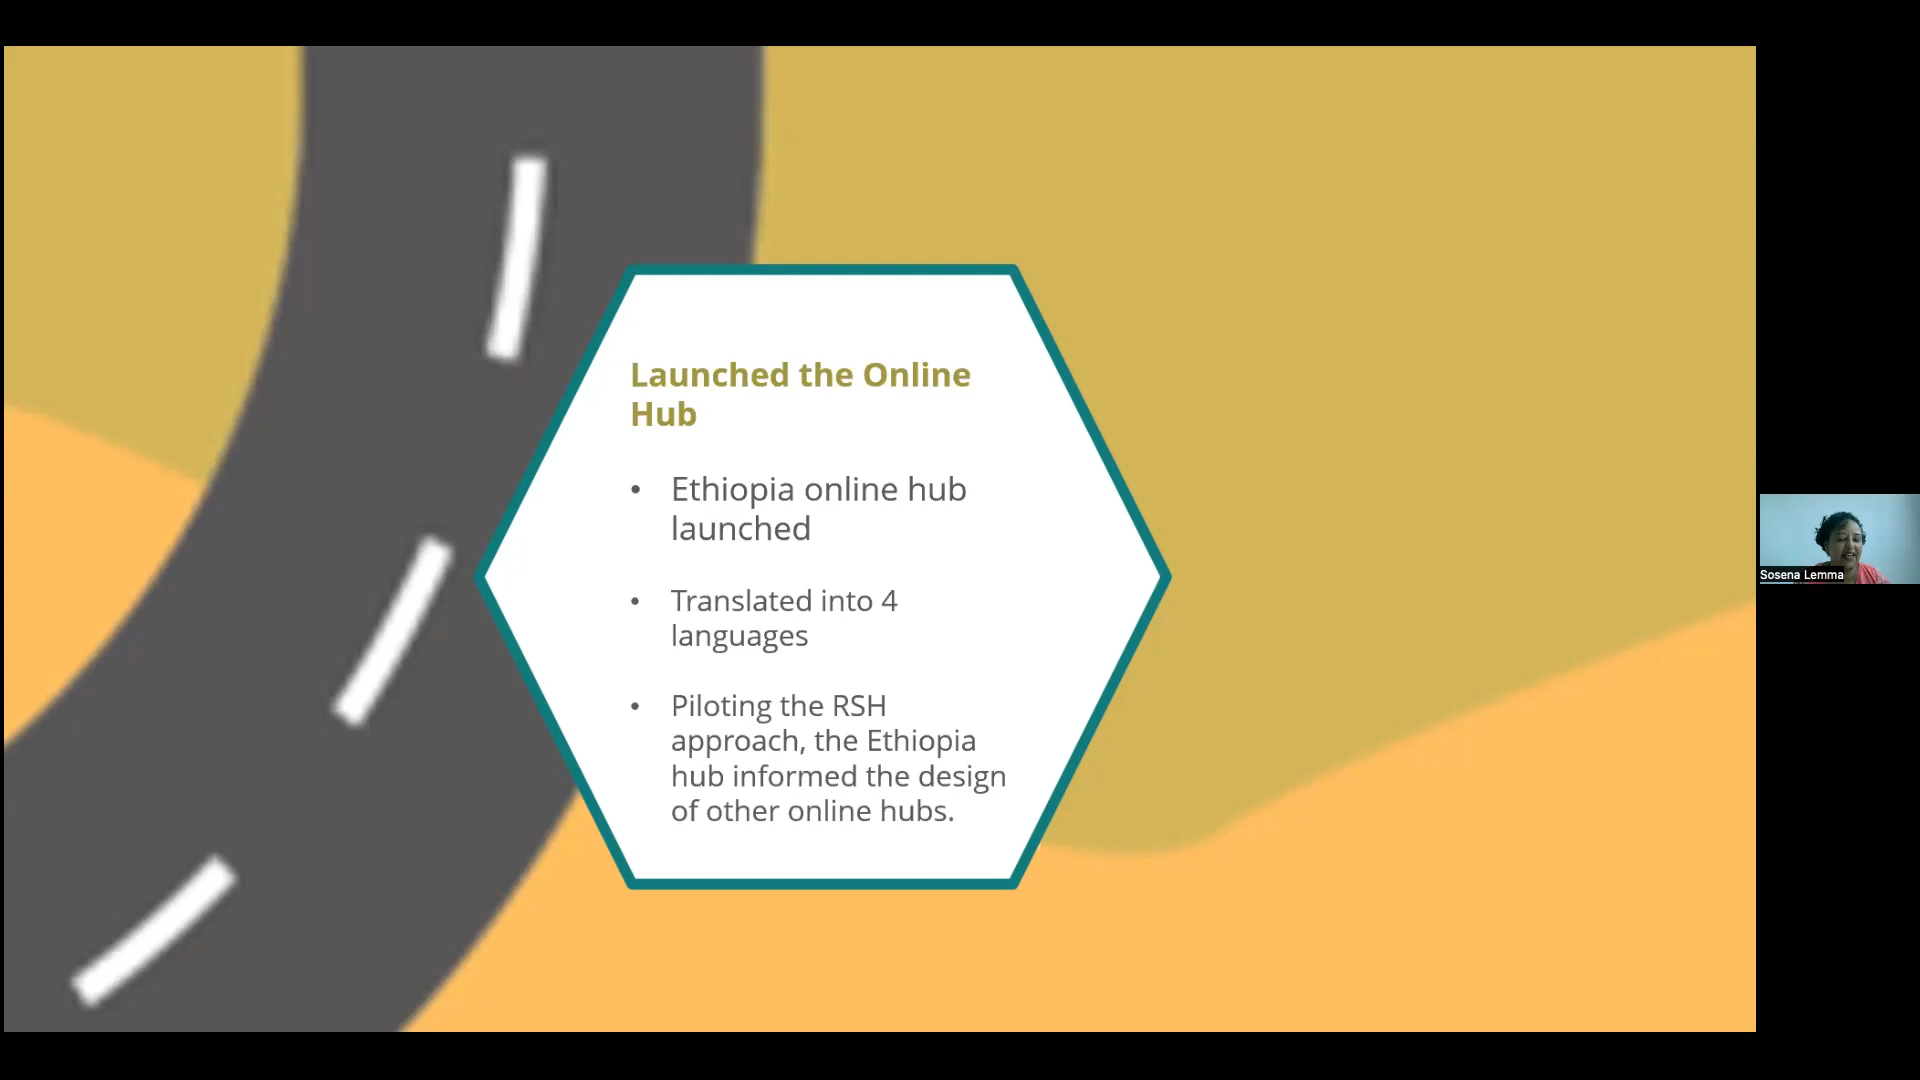 Launched the Online
Hub
• Ethiopia online hub
launched
• Translated into 4
languages
• Piloting the RSH
approach, the Ethiopia
hub informed the design
of other online hubs.
Sosena Lemma